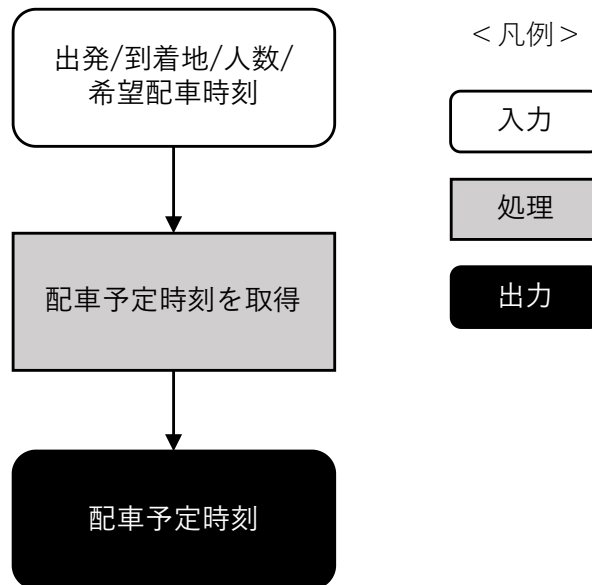 出発/到着地/人数/
希望配車時刻
配車予定時刻を取得
配車予定時刻
＜凡例＞
入力
処理
出力